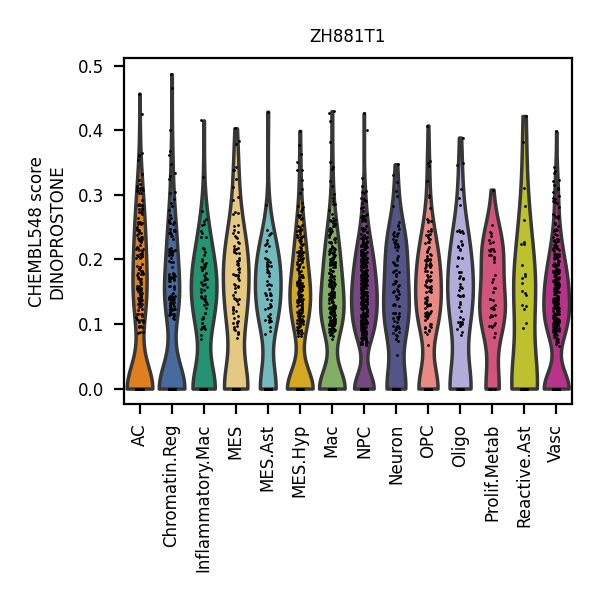 ZH881T1
CHEMBL548 score
DINOPROSTONE
0.5
0.4
0.3
0.2
0.1
0.0
AC
Chromatin.Reg
Inflammatory.Mac
MES
MES.Ast
MES.Hyp
Mac
NPC
Neuron
OPC
Oligo
Prolif.Metab
Reactive.Ast
Vasc